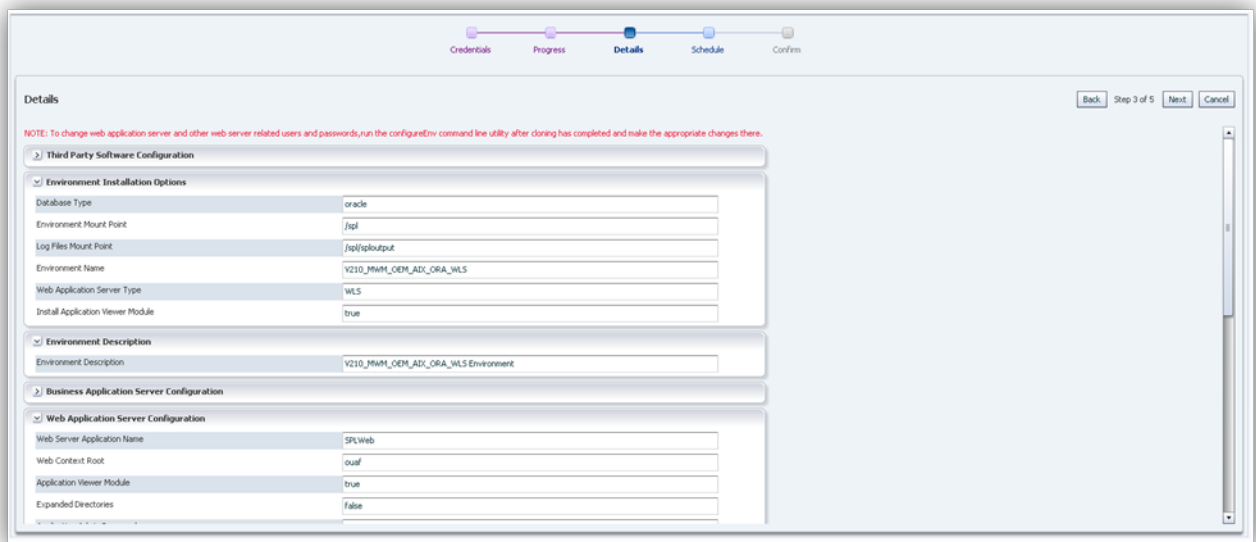 Credentials Progress Details Schedule Confirm
Details
Back Step 3 of 5 Next Cancel
NOTE: To change web application server and other web server related users and passwords,run the configureEnv command line utility after cloning has completed and make the appropriate changes there.
Third Party Software Configuration
Environment Installation Options
Database Type oracle
Environment Mount Point /spl
Log Files Mount Point /spl/sploutput
Environment Name V210_MWM_OEM_AIX_ORA_WLS
Web Application Server Type WLS
Install Application Viewer Module true
Environment Description
Environment Description V210_MWM_OEM_AIX_ORA_WLS Environment
Business Application Server Configuration
Web Application Server Configuration
Web Server Application Name SPLWeb
Web Context Root ouaf
Application Viewer Module true
Expanded Directories false